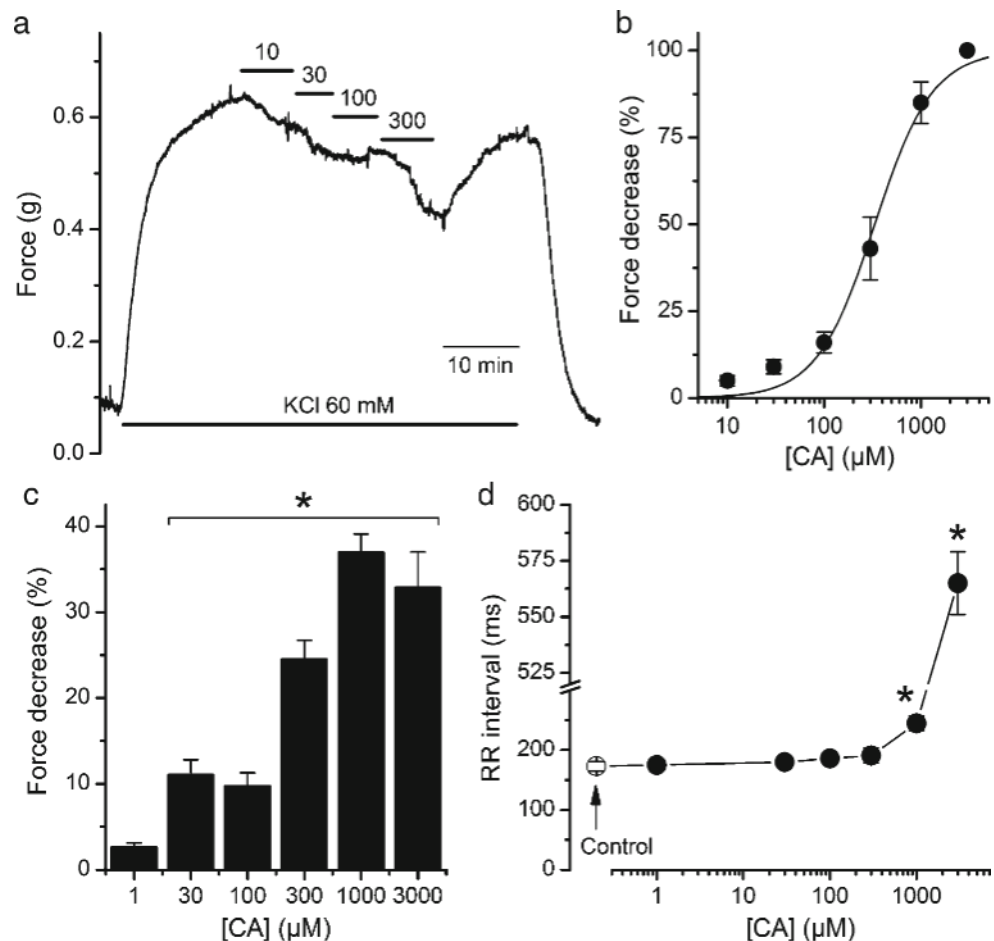 a
Force (g)
0.6
0.4
0.2
0.0
10
30
100
300
10 min
KCl 60 mM
b
Force decrease (%)
100
75
50
25
0
10 100 1000
[CA] (µM)
c
Force decrease (%)
40
30
20
10
0
*
1 30 100 300 1000 3000
[CA] (µM)
d
RR interval (ms)
600
575
550
525
200
150
100
0
*
*
Control
1 10 100 1000
[CA] (µM)